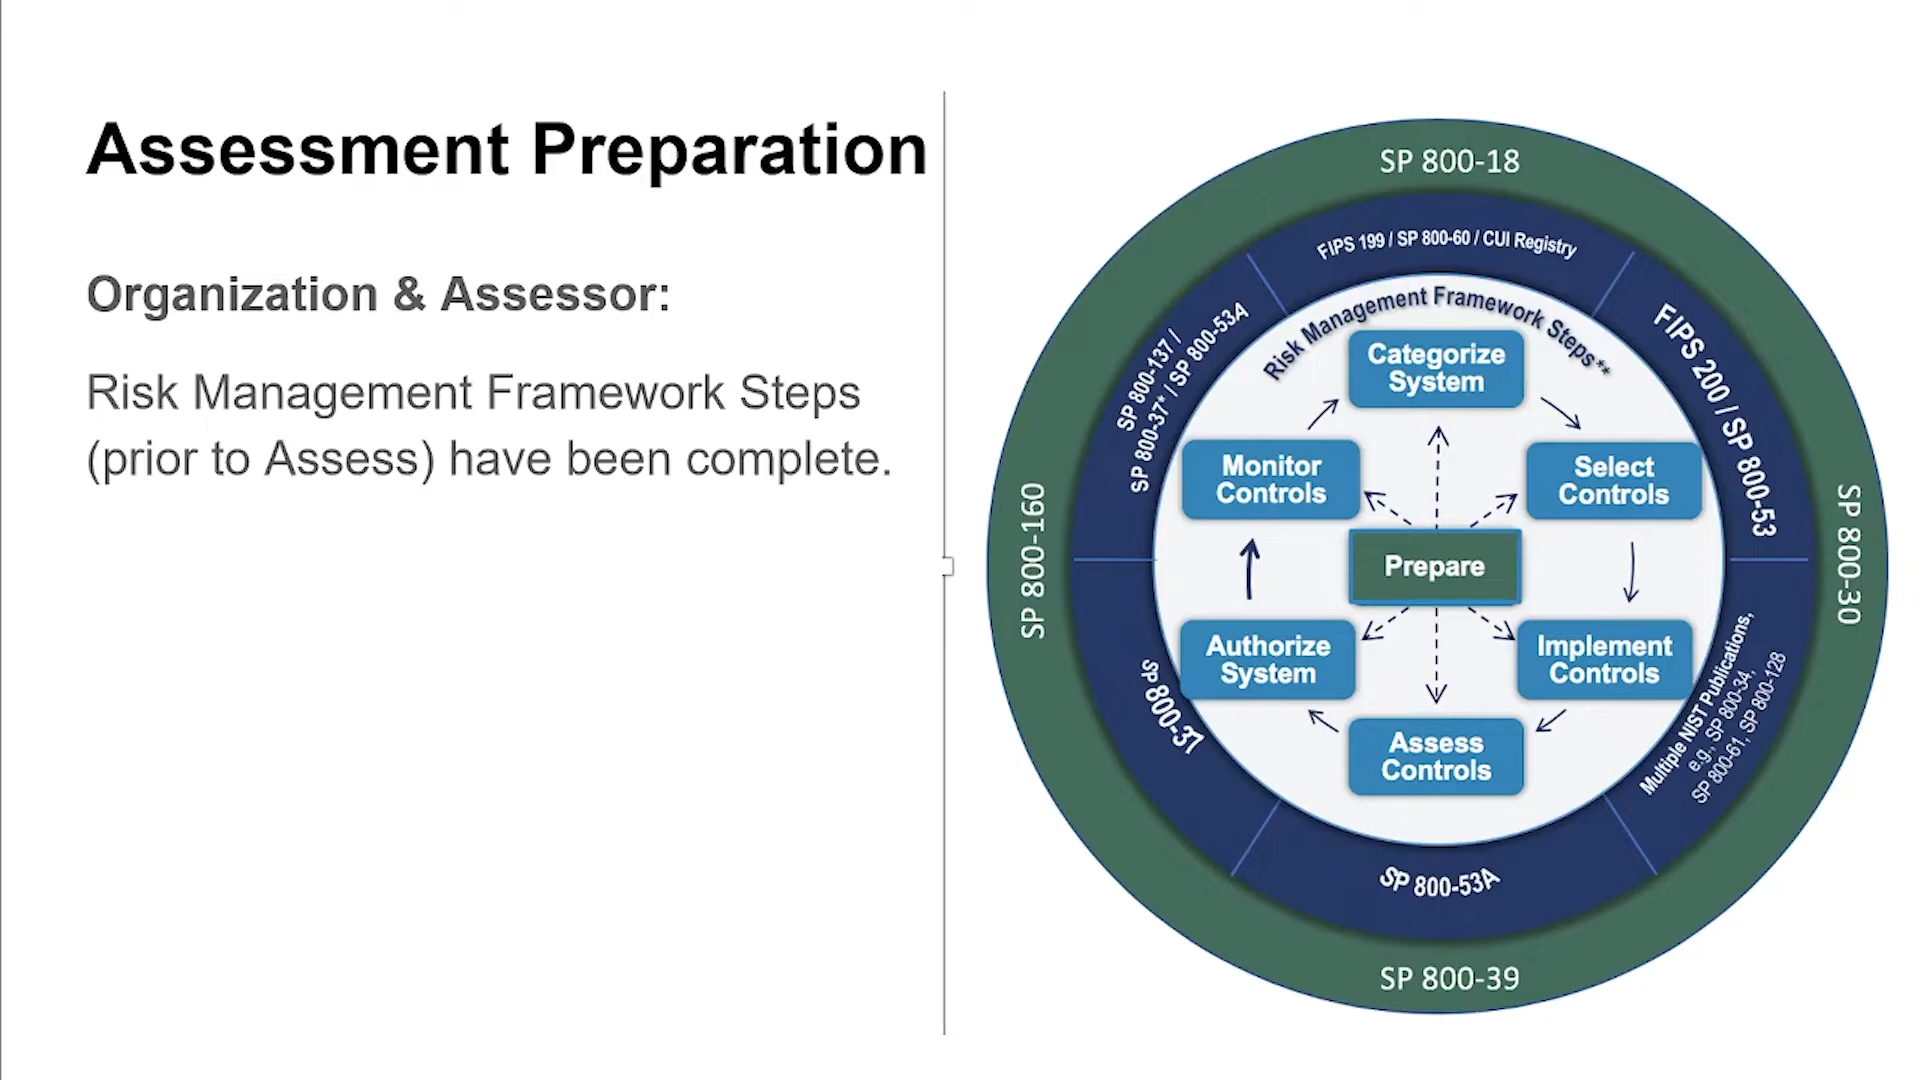 Assessment Preparation
Organization & Assessor:
Risk Management Framework Steps
(prior to Assess) have been complete.
SP 800-18
FIPS 199 / SP 800-60 / CUI Registry
FIPS 200 / SP 800-53
SP 800-30
Multiple NIST Publications,
e.g., SP 800-34,
SP 800-61, SP 800-128
SP 800-53A
SP 800-39
SP 800-37
SP 800-160
SP 800-137 /
SP 800-37* / SP 800-53A
Risk Management Framework Steps**
Categorize
System
Select
Controls
Implement
Controls
Assess
Controls
Authorize
System
Monitor
Controls
Prepare